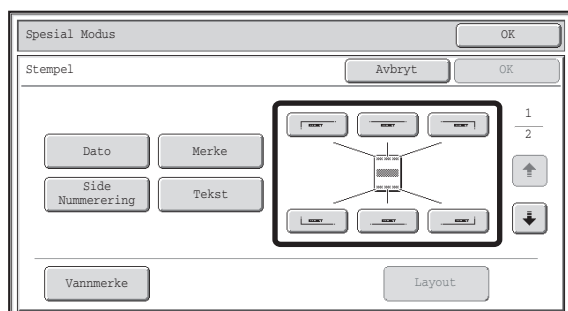 Spesial Modus OK
Stempel Avbryt OK
Dato Merke
Side
Nummerering
Tekst
1
2
Vannmerke Layout